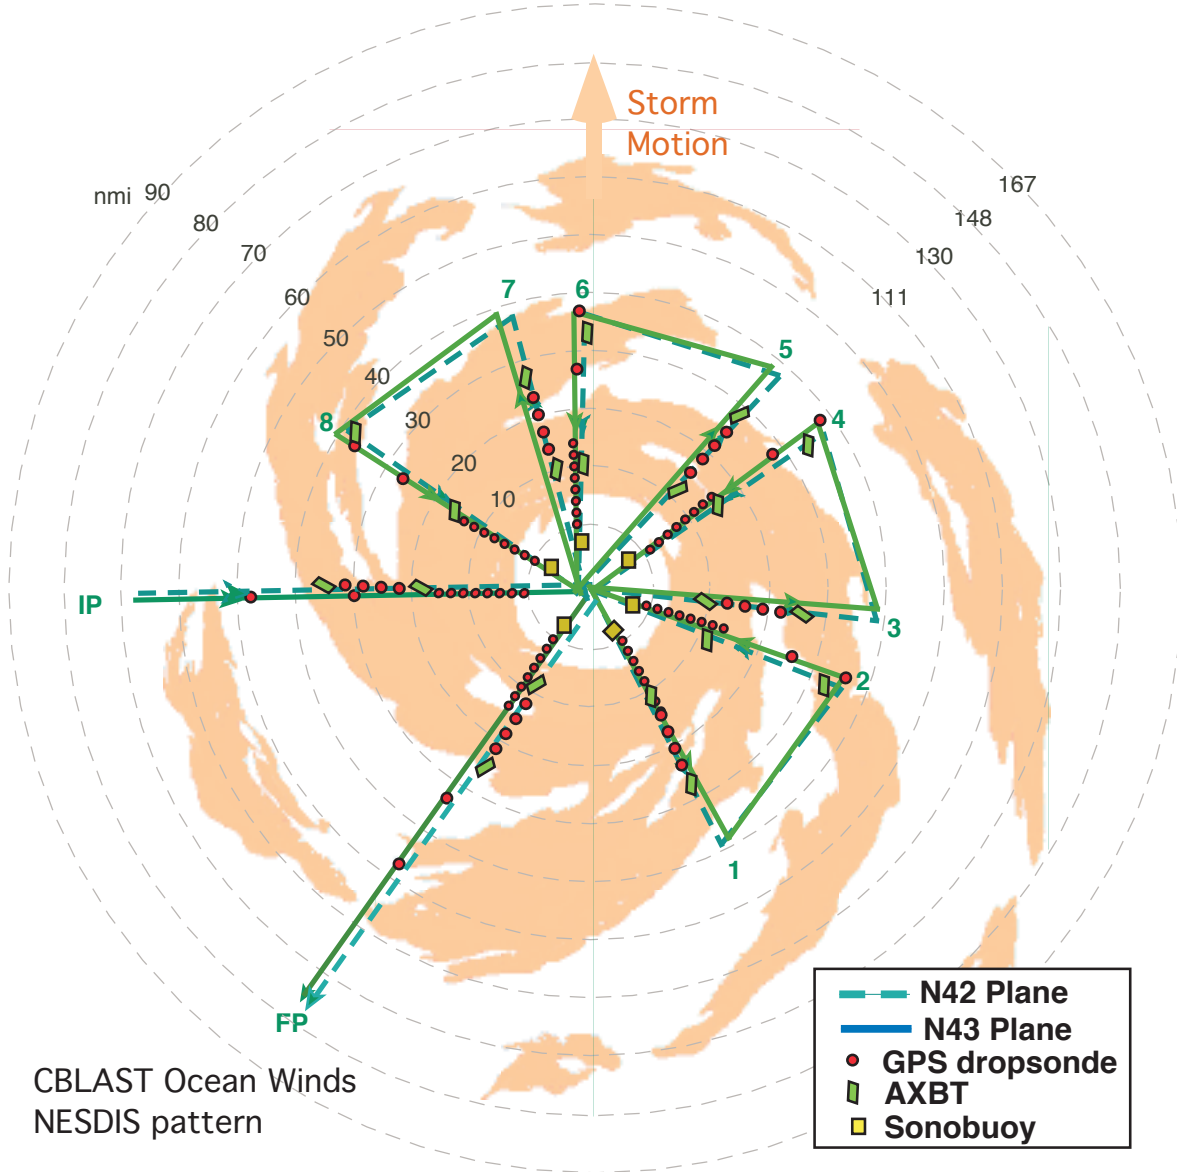 Storm
Motion
nmi 90
80
70
60
50
40
30
20
10
167
148
130
111
7
6
5
4
8
IP
3
2
1
FP
N42 Plane
N43 Plane
GPS dropsonde
AXBT
Sonobuoy
CBLAST Ocean Winds
NESDIS pattern